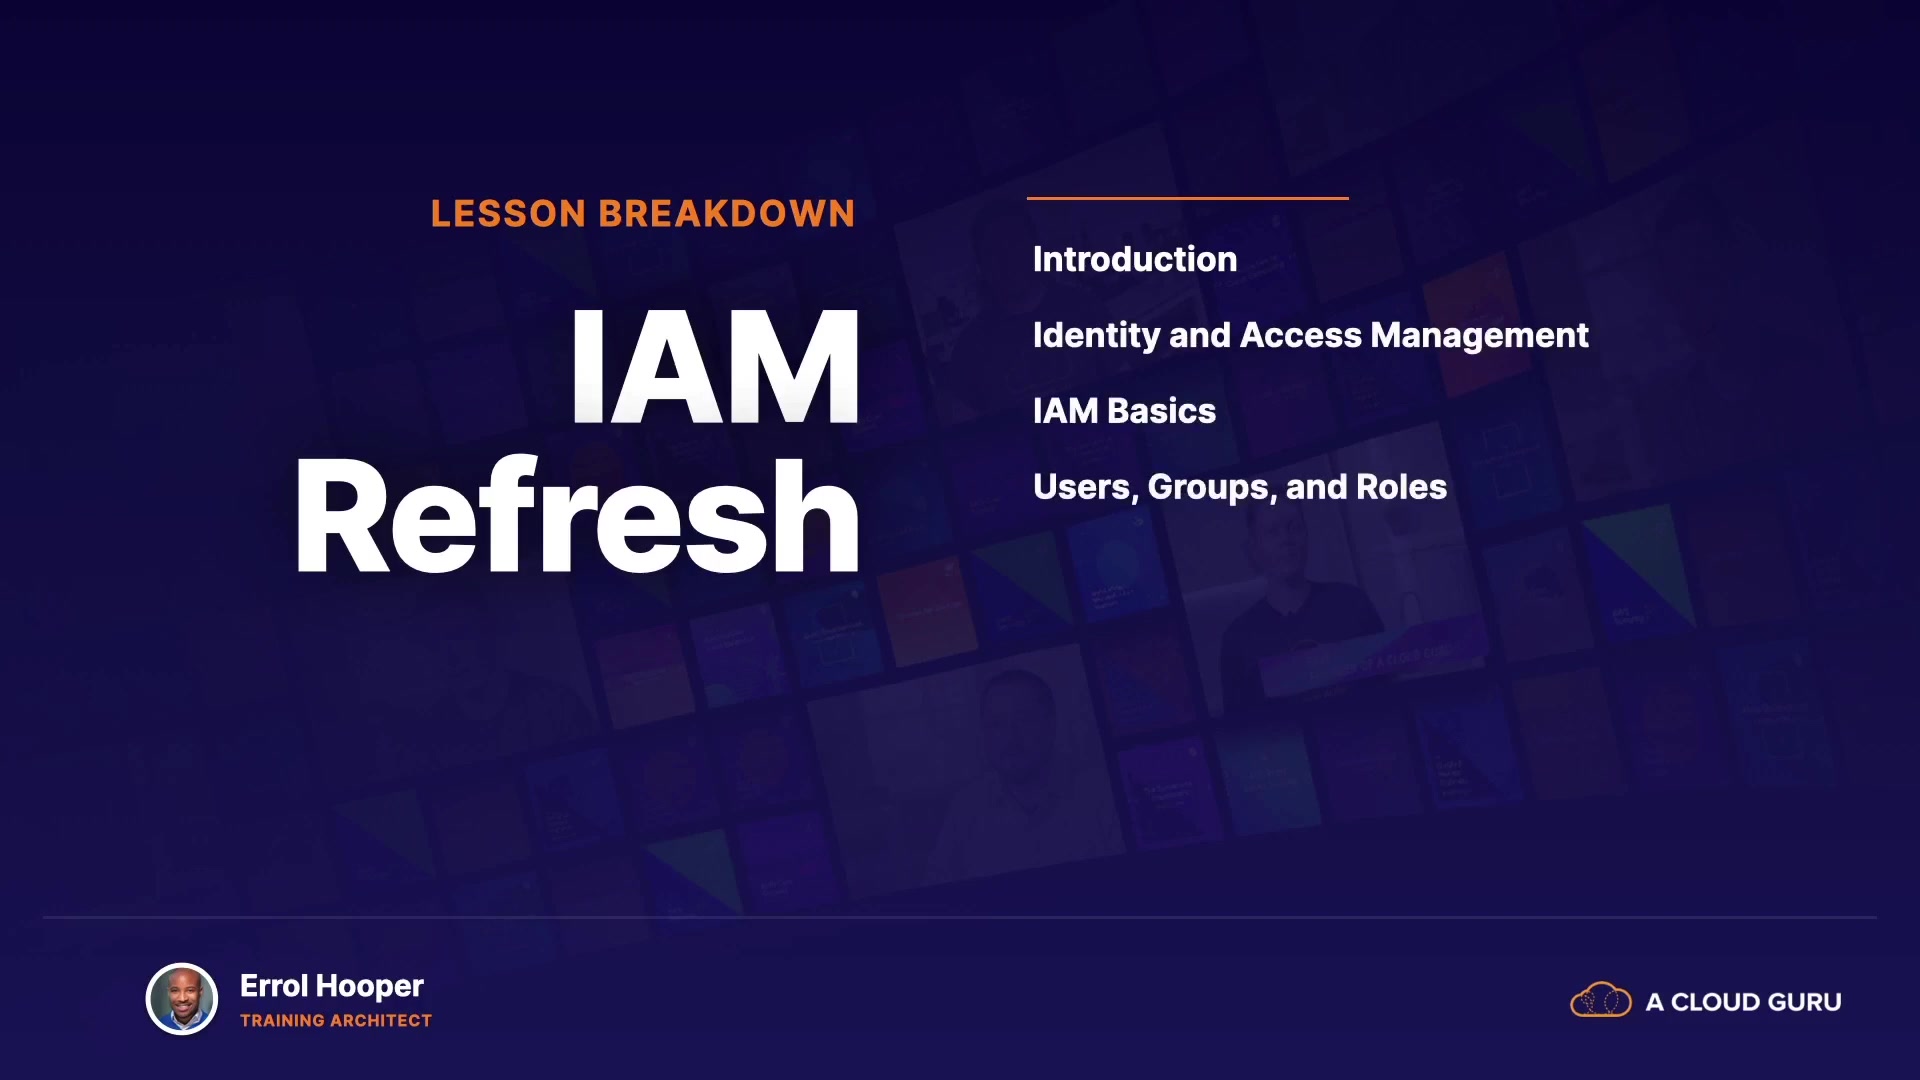 LESSON BREAKDOWN
IAM
Refresh
Introduction
Identity and Access Management
IAM Basics
Users, Groups, and Roles
Errol Hooper
TRAINING ARCHITECT
A CLOUD GURU